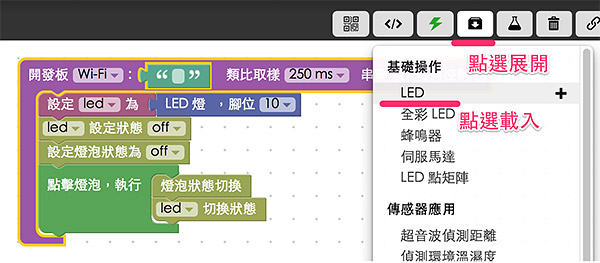 </>
點選展開
基礎操作
LED +
點選載入
全彩 LED
蜂鳴器
伺服馬達
LED 點矩陣
傳感器應用
超音波偵測距離
偵測環境溫濕度
開發板 Wi-Fi : “ ” 類比取樣 250 ms 串
設定 led 為 LED 燈 ，腳位 10
led 設定狀態 off
設定燈泡狀態為 off
點擊燈泡，執行 燈泡狀態切換
led 切換狀態